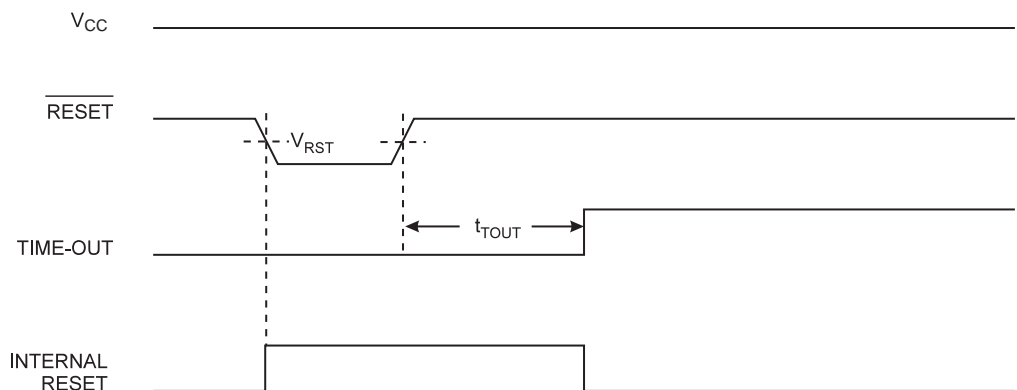 VCC
RESET
VRST
tTOUT
TIME-OUT
INTERNAL
RESET